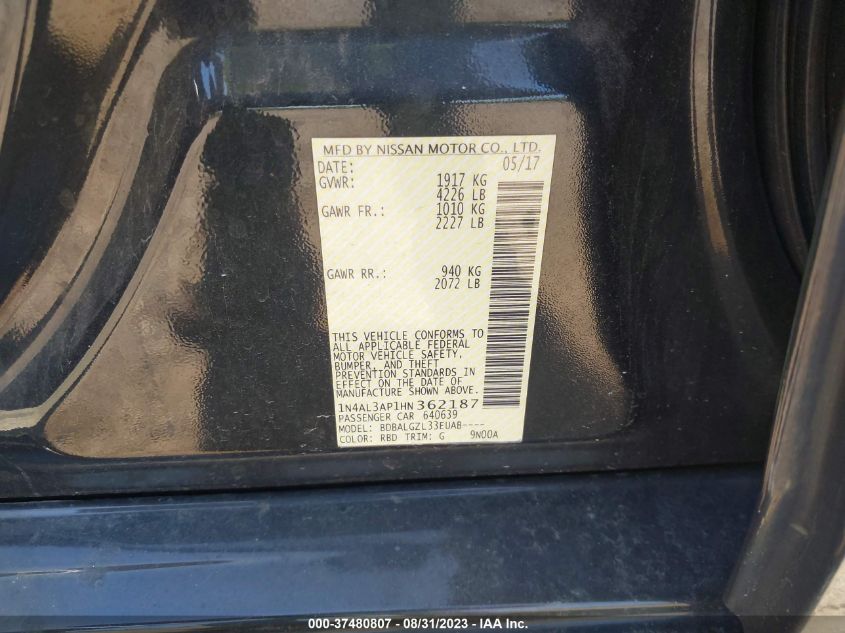 MFD BY NISSAN MOTOR CO., LTD.
DATE: 05/17
GVWR: 1917 KG
4226 LB
GAWR FR.: 1010 KG
2227 LB
GAWR RR.: 940 KG
2072 LB
THIS VEHICLE CONFORMS TO
ALL APPLICABLE FEDERAL
MOTOR VEHICLE SAFETY,
BUMPER, AND THEFT
PREVENTION STANDARDS IN
EFFECT ON THE DATE OF
MANUFACTURE SHOWN ABOVE.
1N4AL3AP1HN362187
PASSENGER CAR 640639
MODEL: BDBALGZL33EUAB----
COLOR: RBD TRIM: G 9N00A
000-37480807 - 08/31/2023 - IAA Inc.